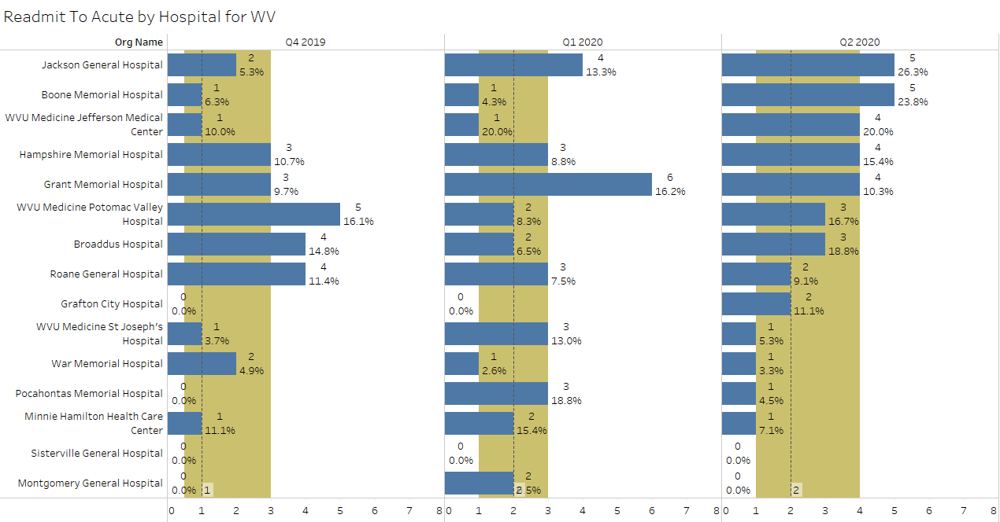 Readmit To Acute by Hospital for WV
Org Name Q4 2019 Q1 2020 Q2 2020
Jackson General Hospital 2 5.3% 4 13.3% 5 26.3%
Boone Memorial Hospital 1 6.3% 1 4.3% 5 23.8%
WVU Medicine Jefferson Medical
Center 1 10.0% 1 20.0% 4 20.0%
Hampshire Memorial Hospital 3 10.7% 3 8.8% 4 15.4%
Grant Memorial Hospital 3 9.7% 6 16.2% 4 10.3%
WVU Medicine Potomac Valley
Hospital 5 16.1% 2 8.3% 3 16.7%
Broaddus Hospital 4 14.8% 2 6.5% 3 18.8%
Roane General Hospital 4 11.4% 3 7.5% 2 9.1%
Grafton City Hospital 0 0.0% 0 0.0% 2 11.1%
WVU Medicine St Joseph's
Hospital 1 3.7% 3 13.0% 1 5.3%
War Memorial Hospital 2 4.9% 1 2.6% 1 3.3%
Pocahontas Memorial Hospital 0 0.0% 3 18.8% 1 4.5%
Minnie Hamilton Health Care
Center 1 11.1% 2 15.4% 1 7.1%
Sisterville General Hospital 0 0.0% 0 0.0% 0 0.0%
Montgomery General Hospital 0 0.0% 1 2 2 0 0.0% 2
0 1 2 3 4 5 6 7 8 0 1 2 3 4 5 6 7 8 0 1 2 3 4 5 6 7 8